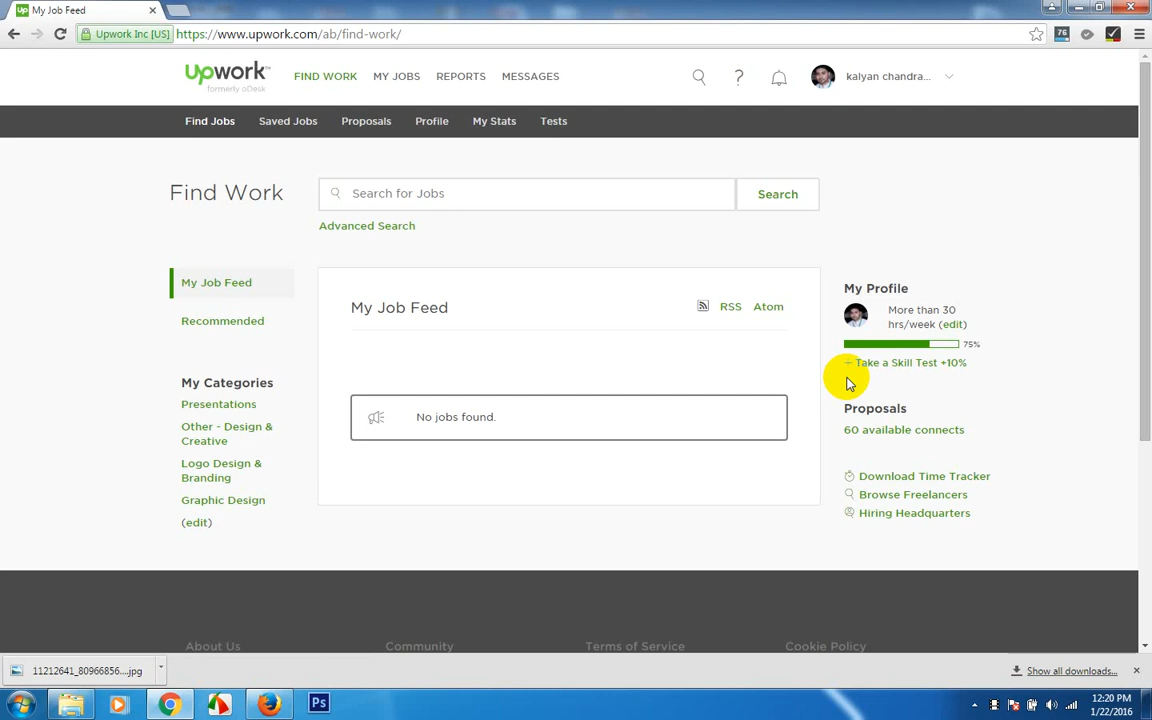 My Job Feed
Upwork Inc [US]
https://www.upwork.com/ab/find-work/
76
upwork™
formerly oDesk
FIND WORK
MY JOBS
REPORTS
MESSAGES
?
kalyan chandra...
Find Jobs
Saved Jobs
Proposals
Profile
My Stats
Tests
Find Work
Search for Jobs
Search
Advanced Search
My Job Feed
Recommended
My Categories
Presentations
Other - Design &
Creative
Logo Design &
Branding
Graphic Design
(edit)
My Job Feed
RSS
Atom
No jobs found.
My Profile
More than 30
hrs/week (edit)
75%
+ Take a Skill Test +10%
Proposals
60 available connects
Download Time Tracker
Browse Freelancers
Hiring Headquarters
About Us
Community
Terms of Service
Cookie Policy
11212641_80966856....jpg
Show all downloads...
Ps
12:20 PM
1/22/2016